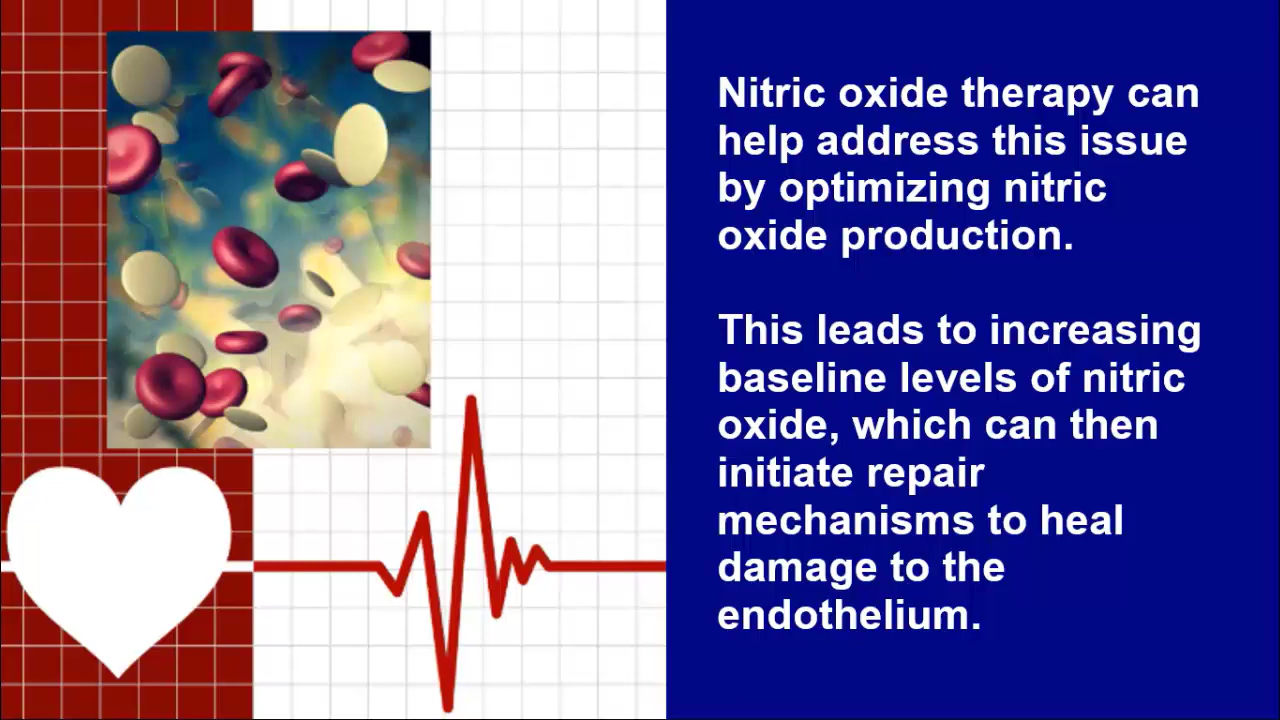 Nitric oxide therapy can
help address this issue
by optimizing nitric
oxide production.
This leads to increasing
baseline levels of nitric
oxide, which can then
initiate repair
mechanisms to heal
damage to the
endothelium.